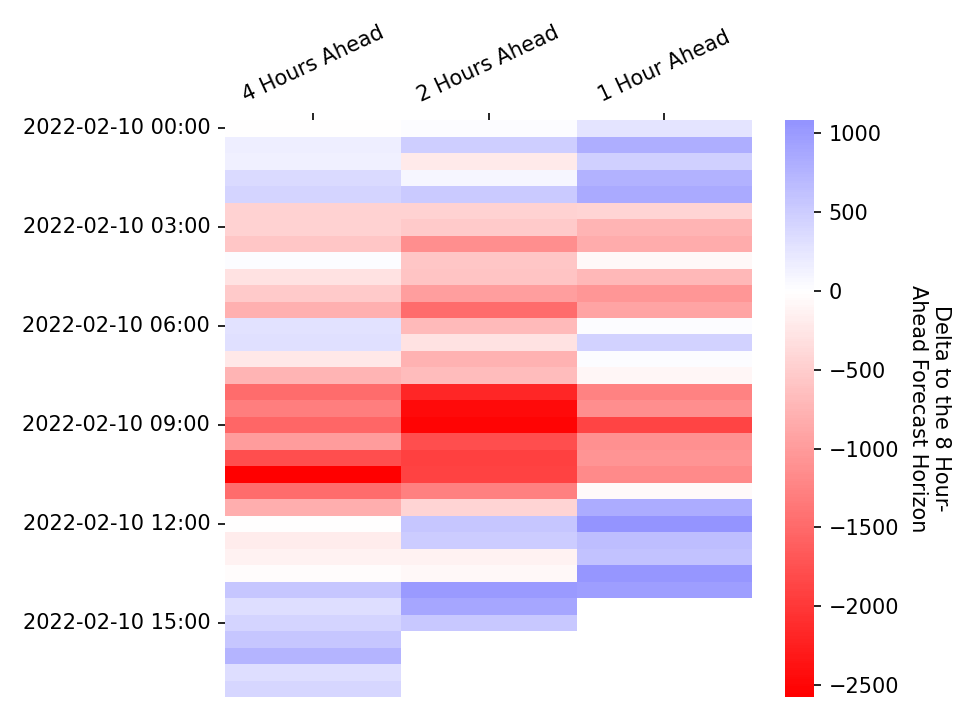 4 Hours Ahead
2 Hours Ahead
1 Hour Ahead
2022-02-10 00:00
2022-02-10 03:00
2022-02-10 06:00
2022-02-10 09:00
2022-02-10 12:00
2022-02-10 15:00
1000
500
0
−500
−1000
−1500
−2000
−2500
Delta to the 8 Hour-
Ahead Forecast Horizon